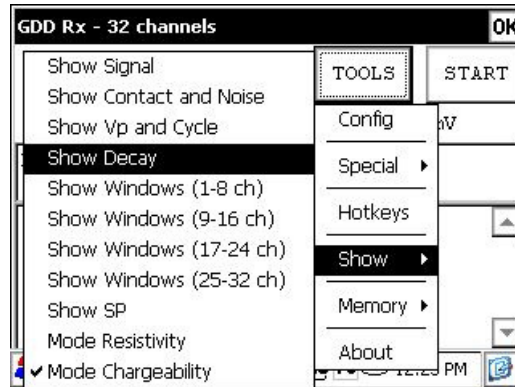 GDD Rx - 32 channels
OK
TOOLS
START
Show Signal
Show Contact and Noise
Show Vp and Cycle
Show Decay
Show Windows (1-8 ch)
Show Windows (9-16 ch)
Show Windows (17-24 ch)
Show Windows (25-32 ch)
Show SP
Mode Resistivity
Mode Chargeability
Config
Special
Hotkeys
Show
Memory
About
mV
PM